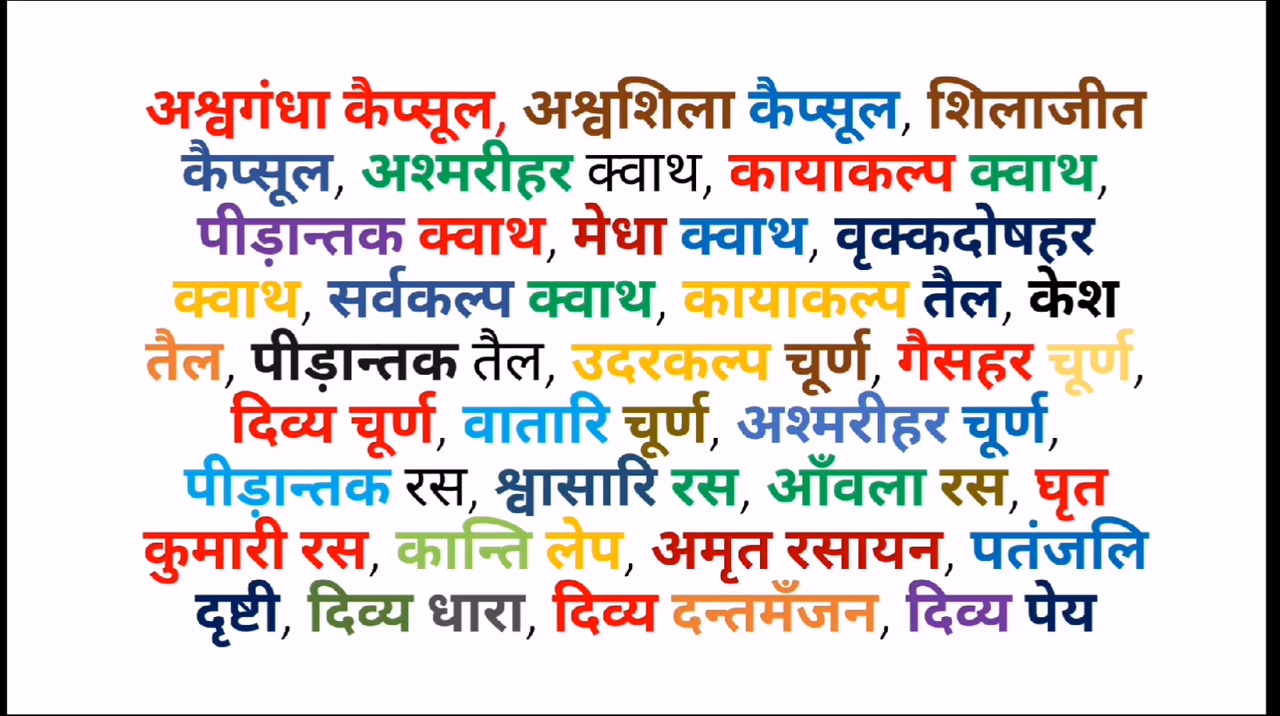 अश्वगंधा कैप्सूल, अश्वशिला कैप्सूल, शिलाजीत
कैप्सूल, अश्मरीहर क्वाथ, कायाकल्प क्वाथ,
पीड़ान्तक क्वाथ, मेधा क्वाथ, वृक्कदोषहर
क्वाथ, सर्वकल्प क्वाथ, कायाकल्प तैल, केश
तैल, पीड़ान्तक तैल, उदरकल्प चूर्ण, गैसहर चूर्ण,
दिव्य चूर्ण, वातारि चूर्ण, अश्मरीहर चूर्ण,
पीड़ान्तक रस, श्वासारि रस, आँवला रस, घृत
कुमारी रस, कान्ति लेप, अमृत रसायन, पतंजलि
दृष्टी, दिव्य धारा, दिव्य दन्तमँजन, दिव्य पेय